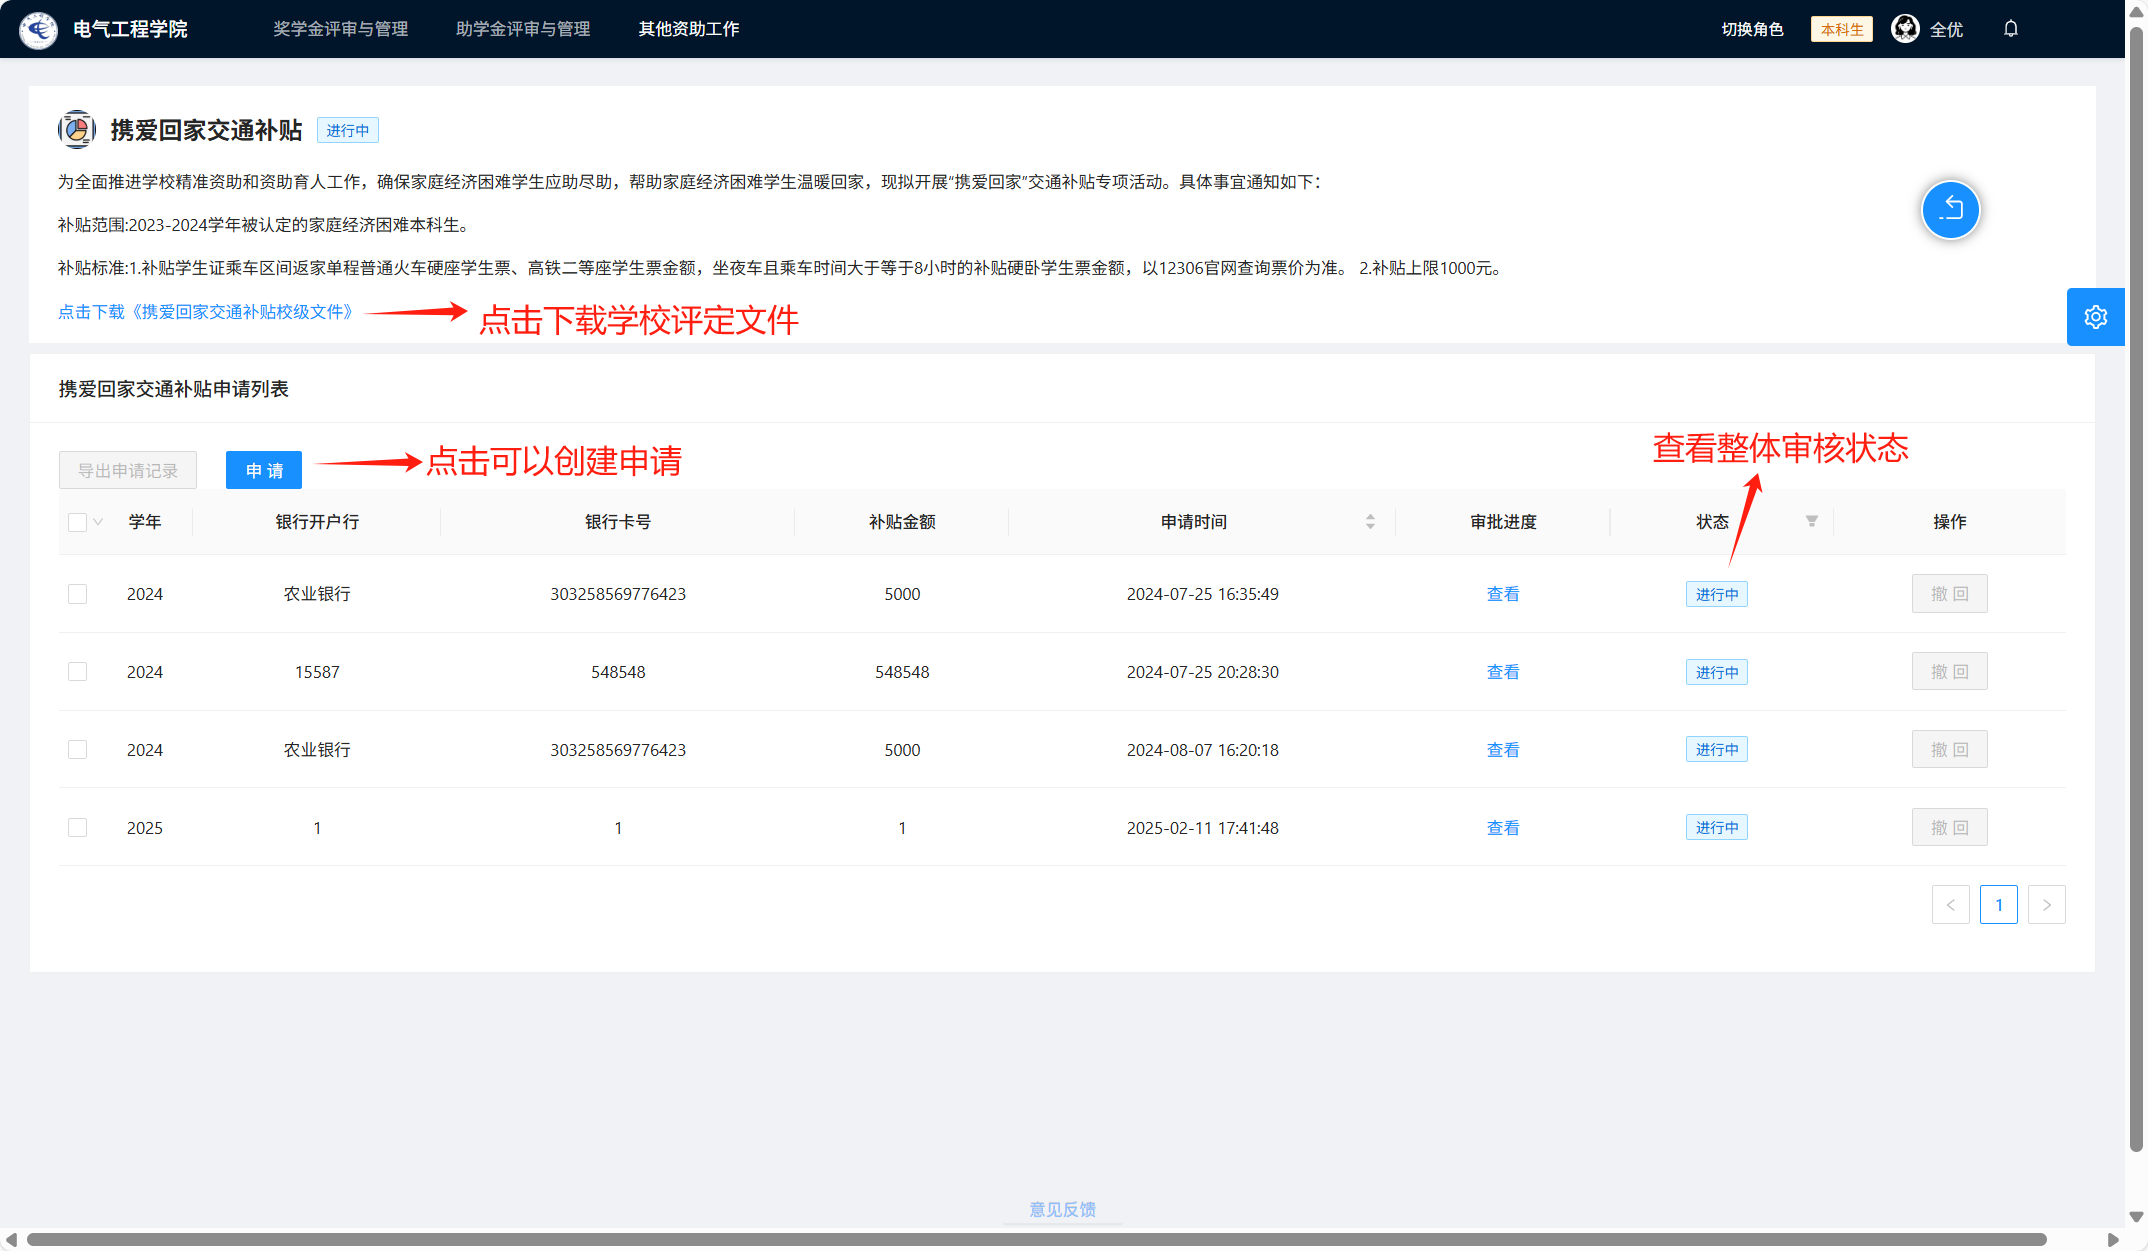 电气工程学院 奖学金评审与管理 助学金评审与管理 其他资助工作 切换角色 本科生 全优
携爱回家交通补贴 进行中
为全面推进学校精准资助和资助育人工作，确保家庭经济困难学生应助尽助，帮助家庭经济困难学生温暖回家，现拟开展“携爱回家”交通补贴专项活动。具体事宜通知如下：
补贴范围:2023-2024学年被认定的家庭经济困难本科生。
补贴标准:1.补贴学生证乘车区间返家单程普通火车硬座学生票、高铁二等座学生票金额，坐夜车且乘车时间大于等于8小时的补贴硬卧学生票金额，以12306官网查询票价为准。 2.补贴上限1000元。
点击下载《携爱回家交通补贴校级文件》 点击下载学校评定文件
携爱回家交通补贴申请列表
查看整体审核状态
导出申请记录 申 请 点击可以创建申请
学年 银行开户行 银行卡号 补贴金额 申请时间 审批进度 状态 操作
2024 农业银行 303258569776423 5000 2024-07-25 16:35:49 查看 进行中 撤 回
2024 15587 548548 548548 2024-07-25 20:28:30 查看 进行中 撤 回
2024 农业银行 303258569776423 5000 2024-08-07 16:20:18 查看 进行中 撤 回
2025 1 1 1 2025-02-11 17:41:48 查看 进行中 撤 回
< 1 >
意见反馈